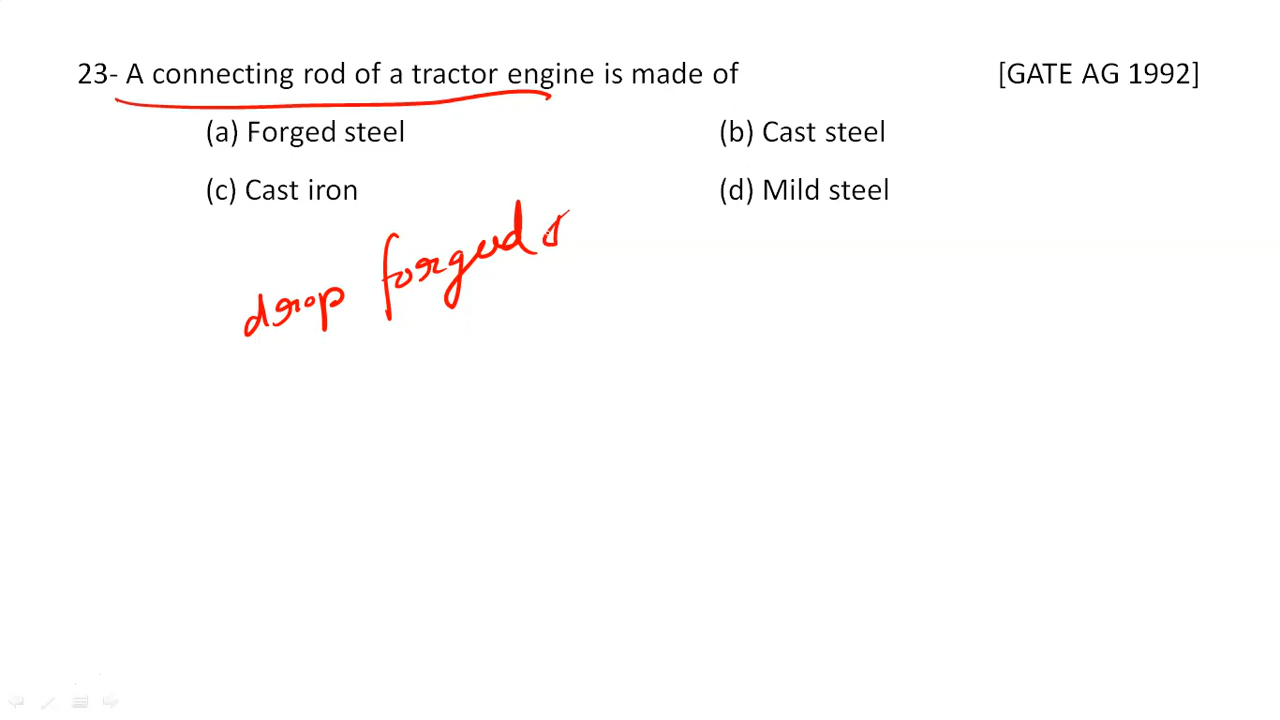 23- A connecting rod of a tractor engine is made of [GATE AG 1992]
(a) Forged steel (b) Cast steel
(c) Cast iron (d) Mild steel
drop forged s